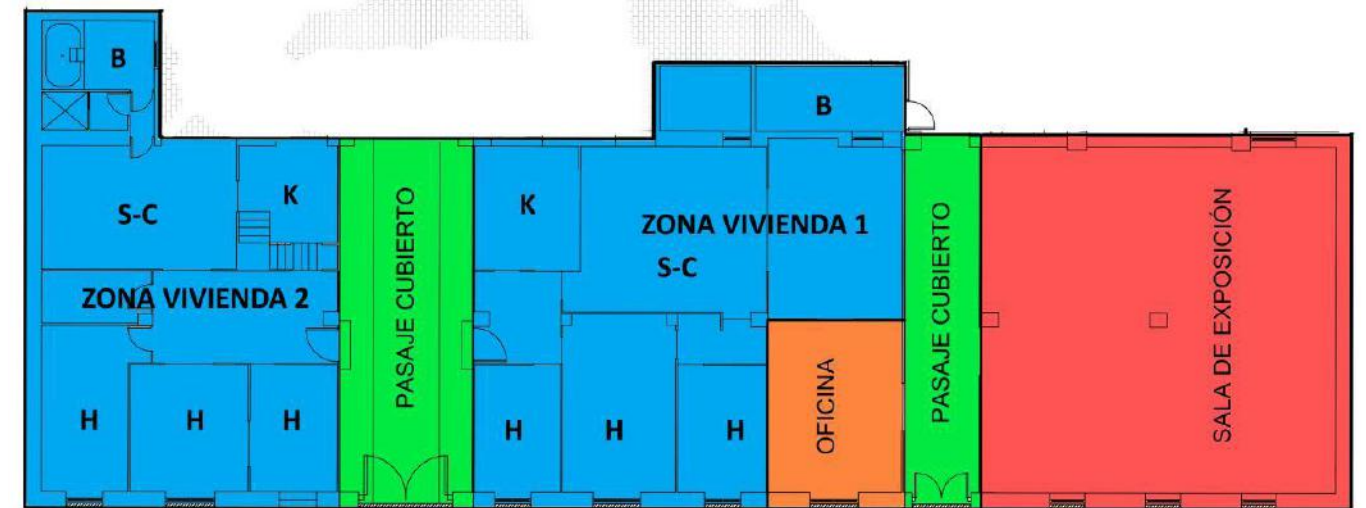 B
B
K
K
S-C
ZONA VIVIENDA 1
S-C
ZONA VIVIENDA 2
PASAJE CUBIERTO
PASAJE CUBIERTO
SALA DE EXPOSICIÓN
OFICINA
H
H
H
H
H
H